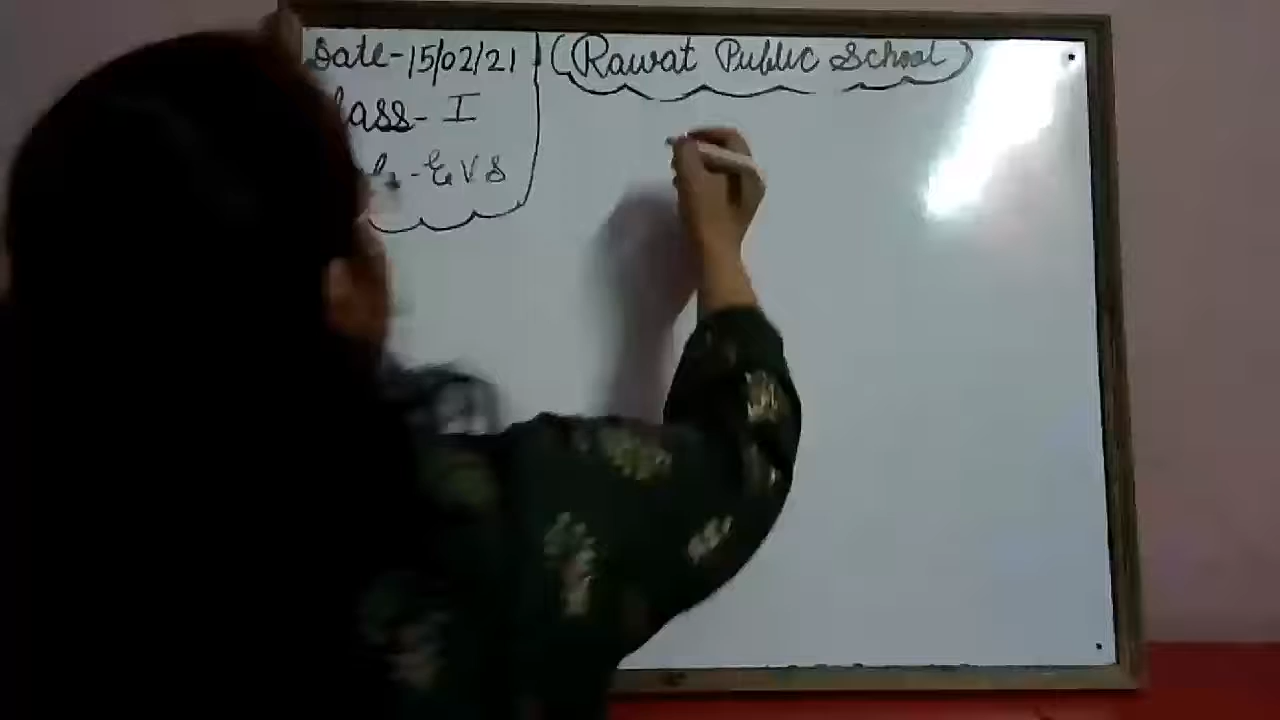 Date-15/02/21
(Rawat Public School)
lass- I
- EVS